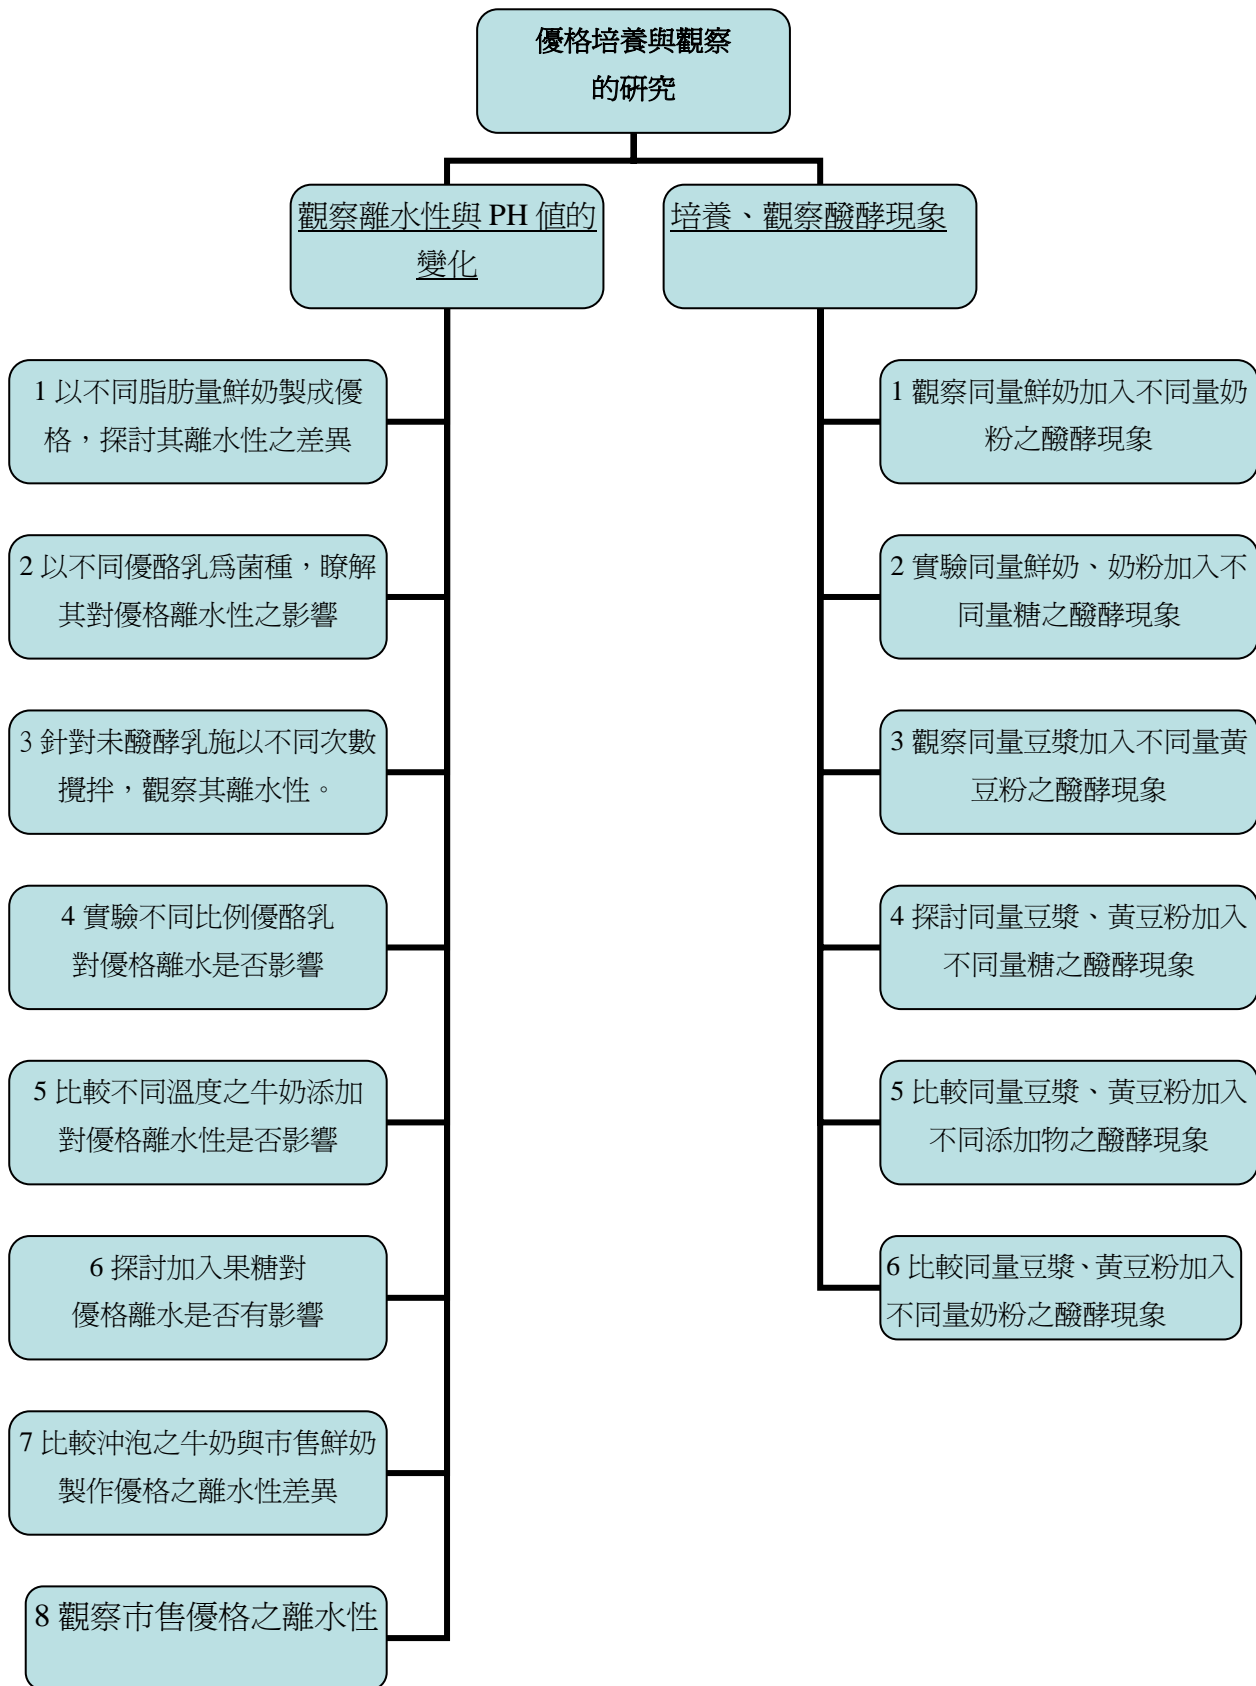 優格培養與觀察
的研究
觀察離水性與 PH 值的
變化
培養、觀察醱酵現象
1 以不同脂肪量鮮奶製成優
格，探討其離水性之差異
2 以不同優酪乳為菌種，瞭解
其對優格離水性之影響
3 針對未醱酵乳施以不同次數
攪拌，觀察其離水性。
4 實驗不同比例優酪乳
對優格離水是否影響
5 比較不同溫度之牛奶添加
對優格離水性是否影響
6 探討加入果糖對
優格離水是否有影響
7 比較沖泡之牛奶與市售鮮奶
製作優格之離水性差異
8 觀察市售優格之離水性
1 觀察同量鮮奶加入不同量奶
粉之醱酵現象
2 實驗同量鮮奶、奶粉加入不
同量糖之醱酵現象
3 觀察同量豆漿加入不同量黃
豆粉之醱酵現象
4 探討同量豆漿、黃豆粉加入
不同量糖之醱酵現象
5 比較同量豆漿、黃豆粉加入
不同添加物之醱酵現象
6 比較同量豆漿、黃豆粉加入
不同量奶粉之醱酵現象